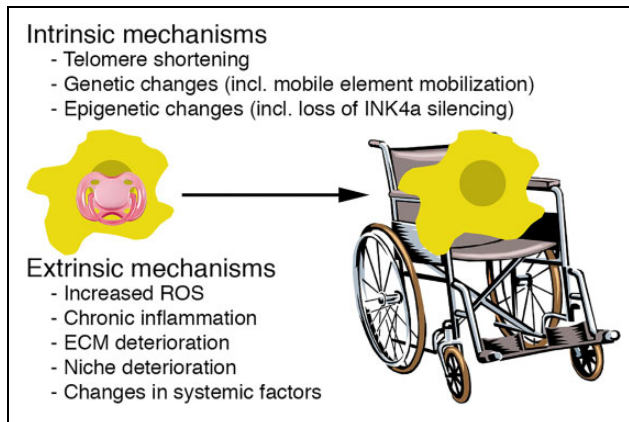 Intrinsic mechanisms
- Telomere shortening
- Genetic changes (incl. mobile element mobilization)
- Epigenetic changes (incl. loss of INK4a silencing)
Extrinsic mechanisms
- Increased ROS
- Chronic inflammation
- ECM deterioration
- Niche deterioration
- Changes in systemic factors